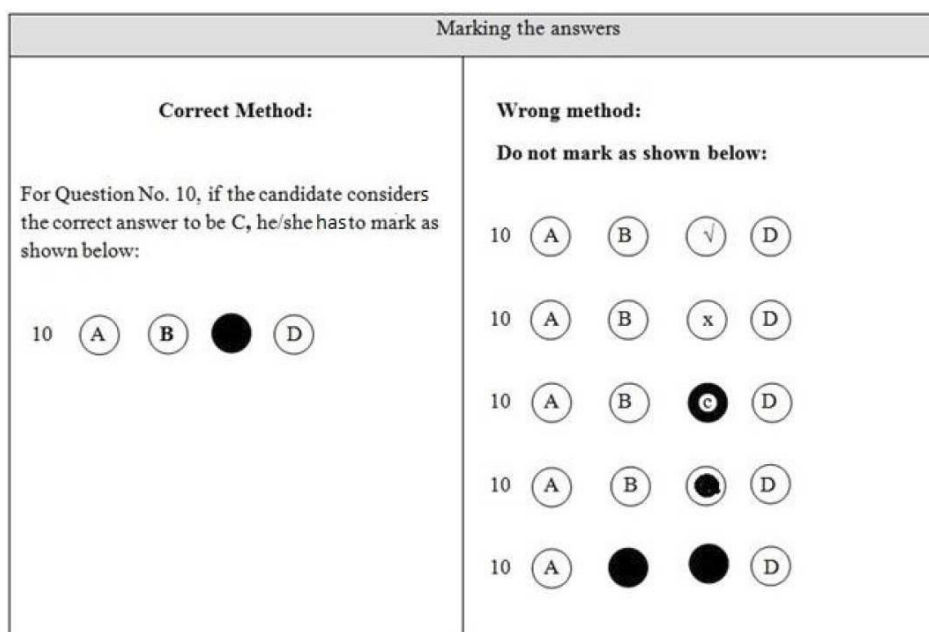 Marking the answers
Correct Method:
For Question No. 10, if the candidate considers
the correct answer to be C, he/she has to mark as
shown below:
10 A B D
Wrong method:
Do not mark as shown below:
10 A B √ D
10 A B x D
10 A B c D
10 A B D
10 A D